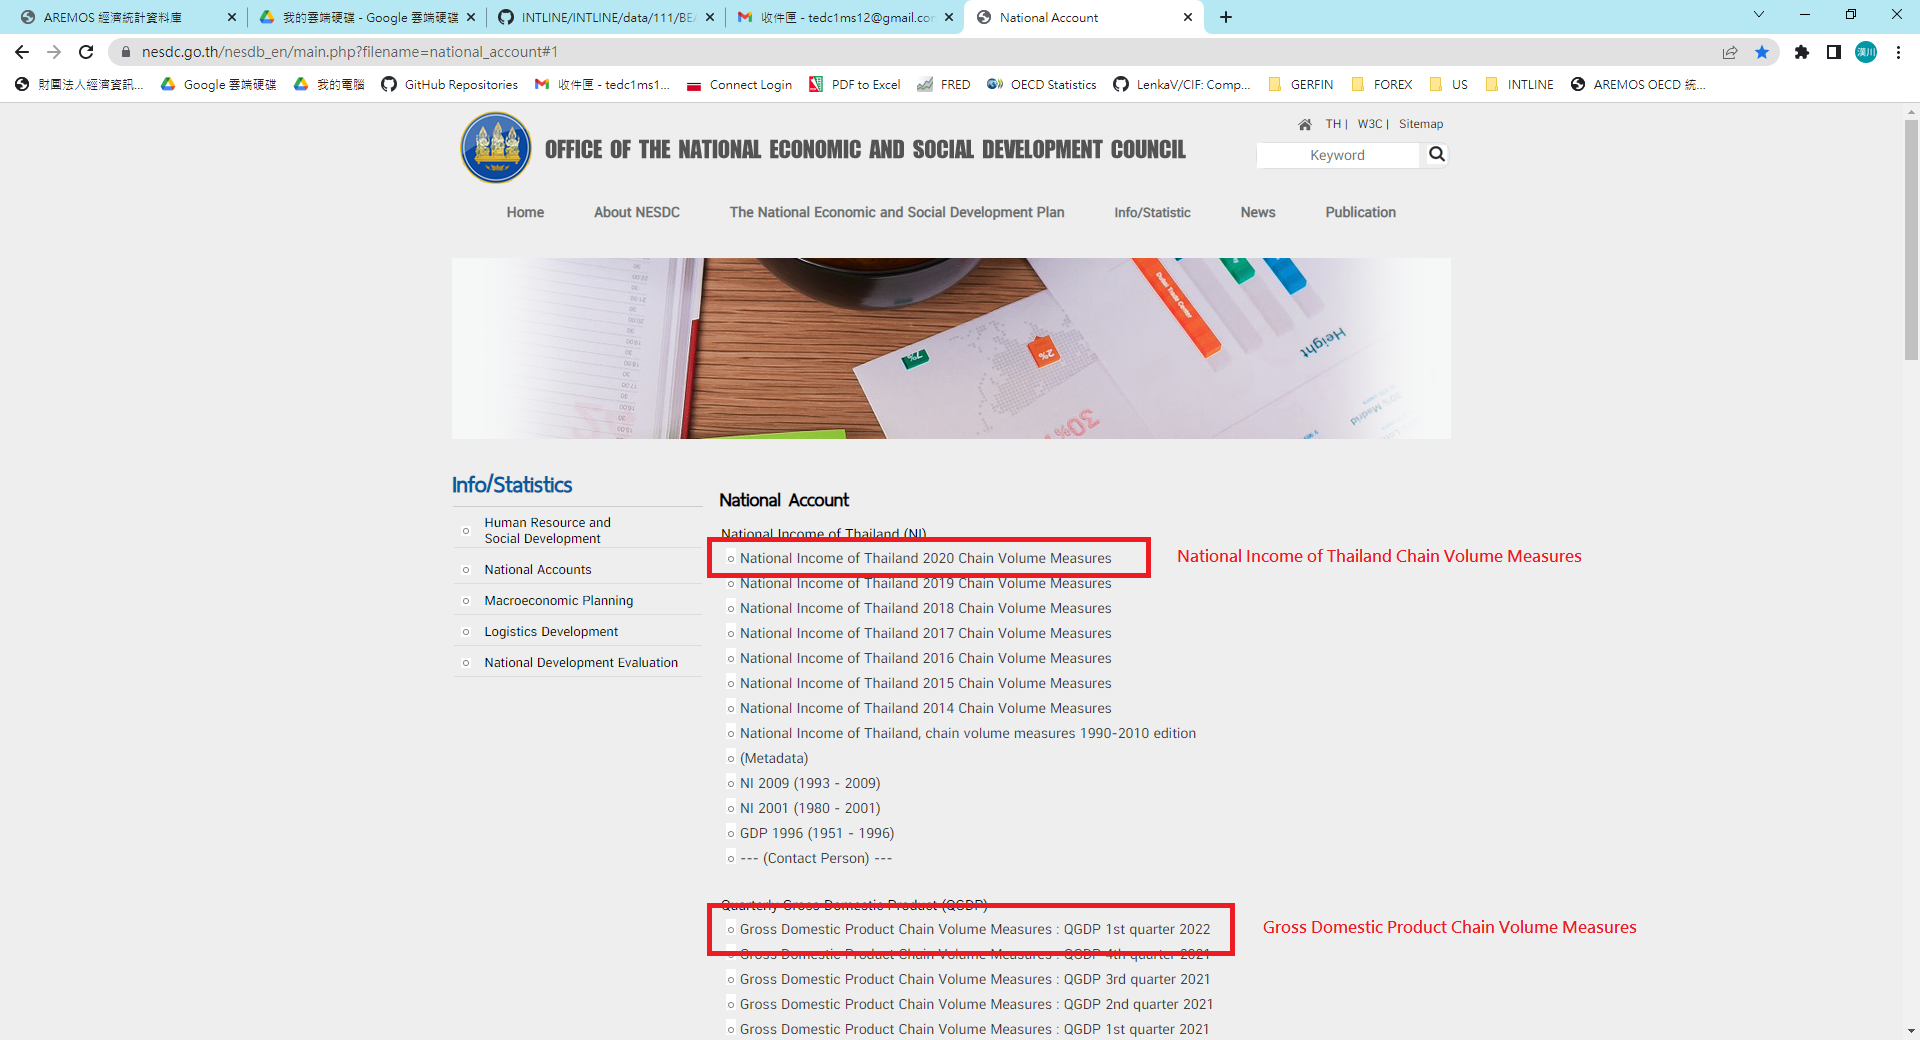 AREMOS 經濟統計資料庫
我的雲端硬碟 - Google 雲端硬碟
INTLINE/INTLINE/data/111/BEA
收件匣 - tedc1ms12@gmail.com
National Account
nesdc.go.th/nesdb_en/main.php?filename=national_account#1
漢川
財團法人經濟資訊...
Google 雲端硬碟
我的電腦
GitHub Repositories
收件匣 - tedc1ms1...
Connect Login
PDF to Excel
FRED
OECD Statistics
LenkaV/CIF: Comp...
GERFIN
FOREX
US
INTLINE
AREMOS OECD 統...
TH |
W3C |
Sitemap
OFFICE OF THE NATIONAL ECONOMIC AND SOCIAL DEVELOPMENT COUNCIL
Keyword
Home
About NESDC
The National Economic and Social Development Plan
Info/Statistic
News
Publication
Dubai Trade Center
Height
7%
2%
30%
Info/Statistics
Human Resource and
Social Development
National Accounts
Macroeconomic Planning
Logistics Development
National Development Evaluation
National Account
National Income of Thailand (NI)
National Income of Thailand 2020 Chain Volume Measures
National Income of Thailand Chain Volume Measures
National Income of Thailand 2019 Chain Volume Measures
National Income of Thailand 2018 Chain Volume Measures
National Income of Thailand 2017 Chain Volume Measures
National Income of Thailand 2016 Chain Volume Measures
National Income of Thailand 2015 Chain Volume Measures
National Income of Thailand 2014 Chain Volume Measures
National Income of Thailand, chain volume measures 1990-2010 edition
(Metadata)
NI 2009 (1993 - 2009)
NI 2001 (1980 - 2001)
GDP 1996 (1951 - 1996)
--- (Contact Person) ---
Quarterly Gross Domestic Product (QGDP)
Gross Domestic Product Chain Volume Measures : QGDP 1st quarter 2022
Gross Domestic Product Chain Volume Measures
Gross Domestic Product Chain Volume Measures : QGDP 4th quarter 2021
Gross Domestic Product Chain Volume Measures : QGDP 3rd quarter 2021
Gross Domestic Product Chain Volume Measures : QGDP 2nd quarter 2021
Gross Domestic Product Chain Volume Measures : QGDP 1st quarter 2021